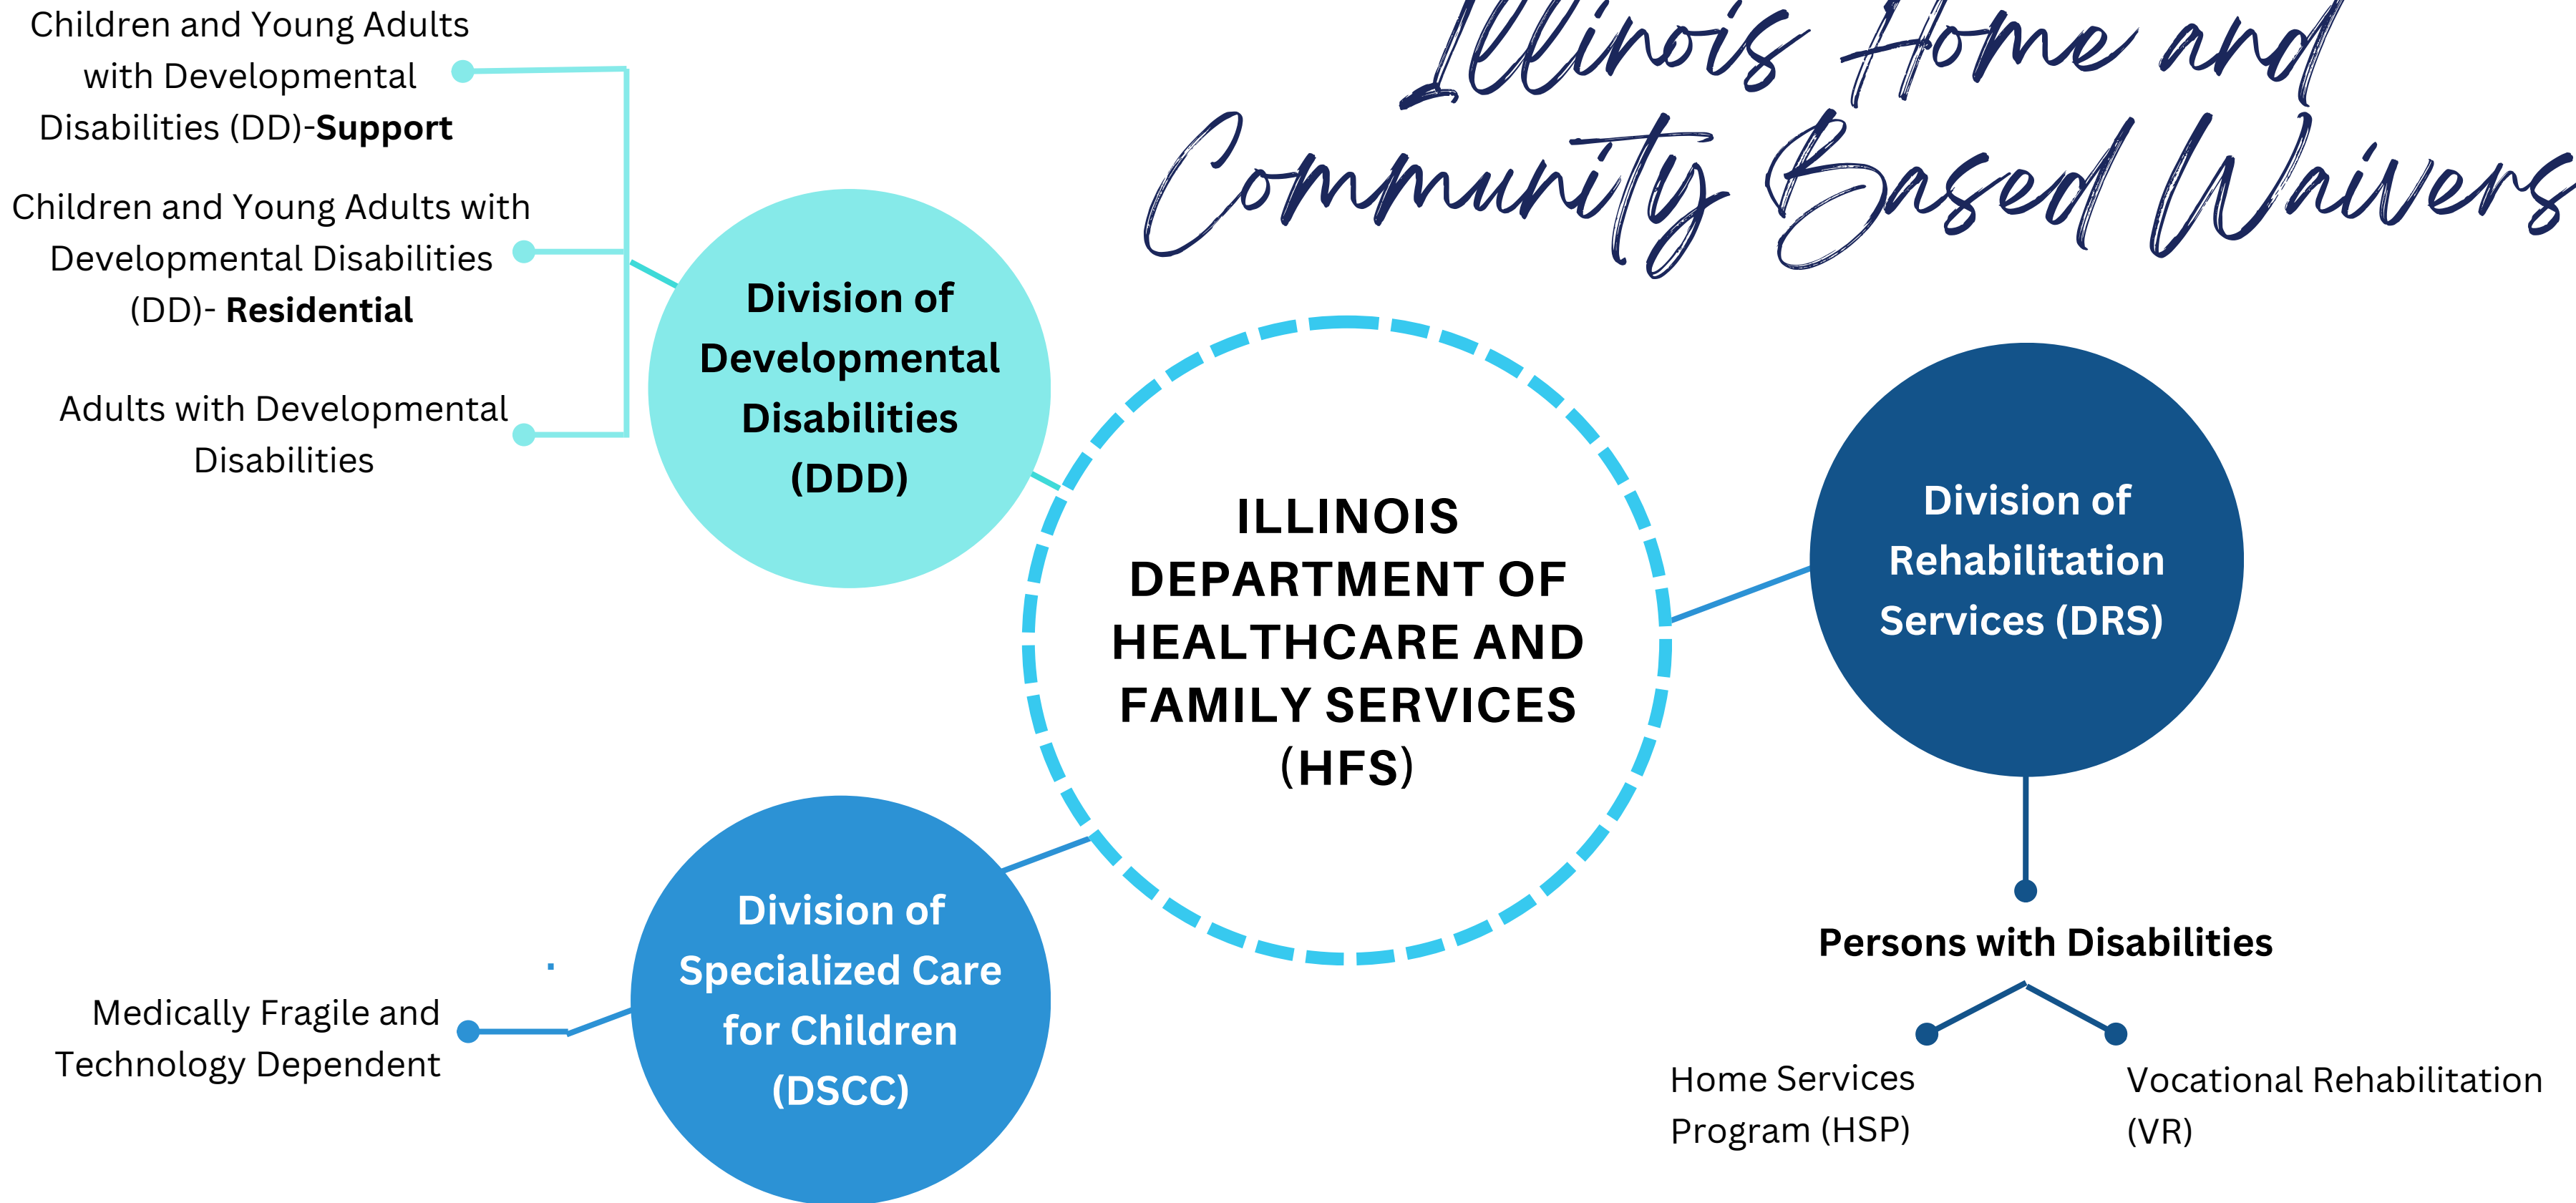 Illinois Home and
Community Based Waivers
Children and Young Adults
with Developmental
Disabilities (DD)-Support
Children and Young Adults with
Developmental Disabilities
(DD)- Residential
Adults with Developmental
Disabilities
Division of
Developmental
Disabilities
(DDD)
ILLINOIS
DEPARTMENT OF
HEALTHCARE AND
FAMILY SERVICES
(HFS)
Division of
Rehabilitation
Services (DRS)
Division of
Specialized Care
for Children
(DSCC)
Medically Fragile and
Technology Dependent
Persons with Disabilities
Home Services
Program (HSP)
Vocational Rehabilitation
(VR)